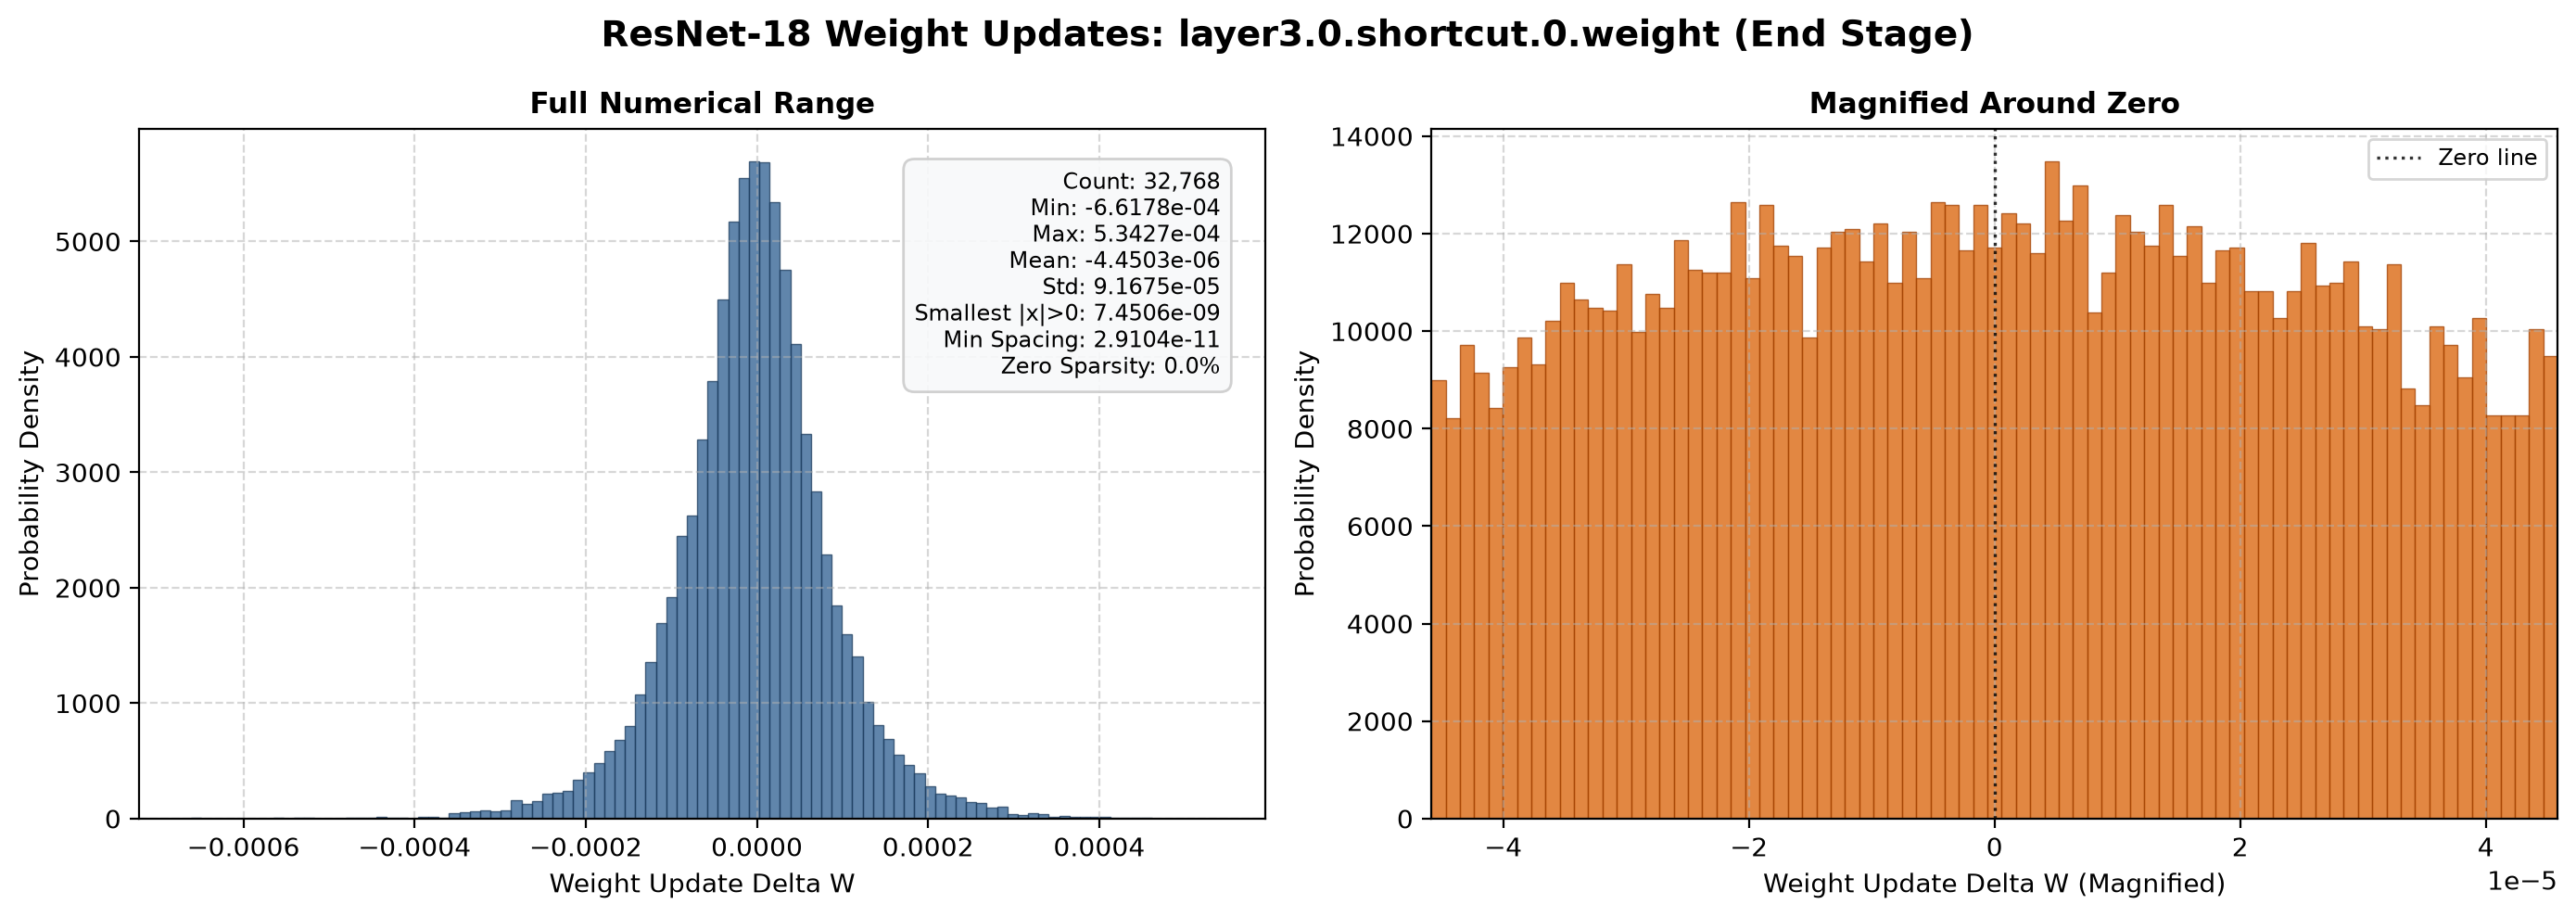 ResNet-18 Weight Updates: layer3.0.shortcut.0.weight (End Stage)
Full Numerical Range
Probability Density
5000
4000
3000
2000
1000
0
Count: 32,768
Min: -6.6178e-04
Max: 5.3427e-04
Mean: -4.4503e-06
Std: 9.1675e-05
Smallest |x|>0: 7.4506e-09
Min Spacing: 2.9104e-11
Zero Sparsity: 0.0%
−0.0006 −0.0004 −0.0002 0.0000 0.0002 0.0004
Weight Update Delta W
Magnified Around Zero
Probability Density
14000
12000
10000
8000
6000
4000
2000
0
Zero line
−4 −2 0 2 4
1e−5
Weight Update Delta W (Magnified)